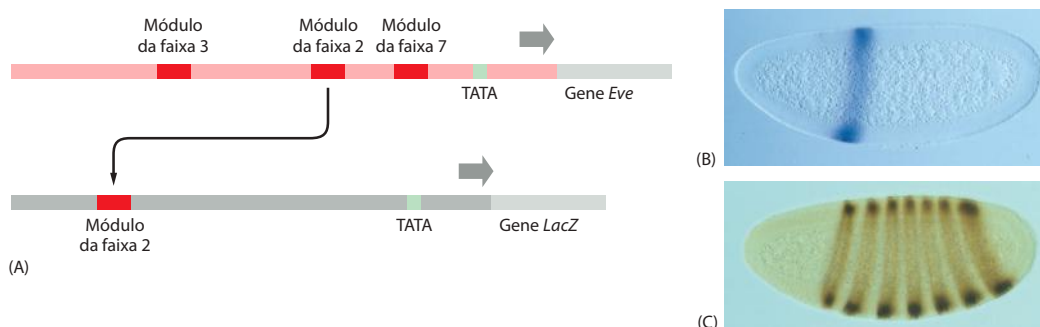 Módulo
da faixa 3
Módulo
da faixa 2
Módulo
da faixa 7
TATA
Gene Eve
Módulo
da faixa 2
TATA
Gene LacZ
(A)
(B)
(C)